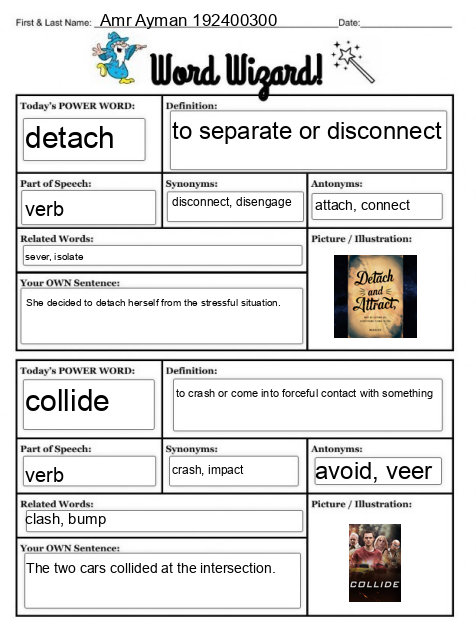 First & Last Name: Amr Ayman 192400300 Date:
Word Wizard!
Today's POWER WORD: Definition:
detach to separate or disconnect
Part of Speech: Synonyms: Antonyms:
verb disconnect, disengage attach, connect
Related Words: Picture / Illustration:
sever, isolate
Your OWN Sentence:
She decided to detach herself from the stressful situation.
Detach
and
Attract
Today's POWER WORD: Definition:
collide to crash or come into forceful contact with something
Part of Speech: Synonyms: Antonyms:
verb crash, impact avoid, veer
Related Words: Picture / Illustration:
clash, bump
Your OWN Sentence:
The two cars collided at the intersection.
COLLIDE